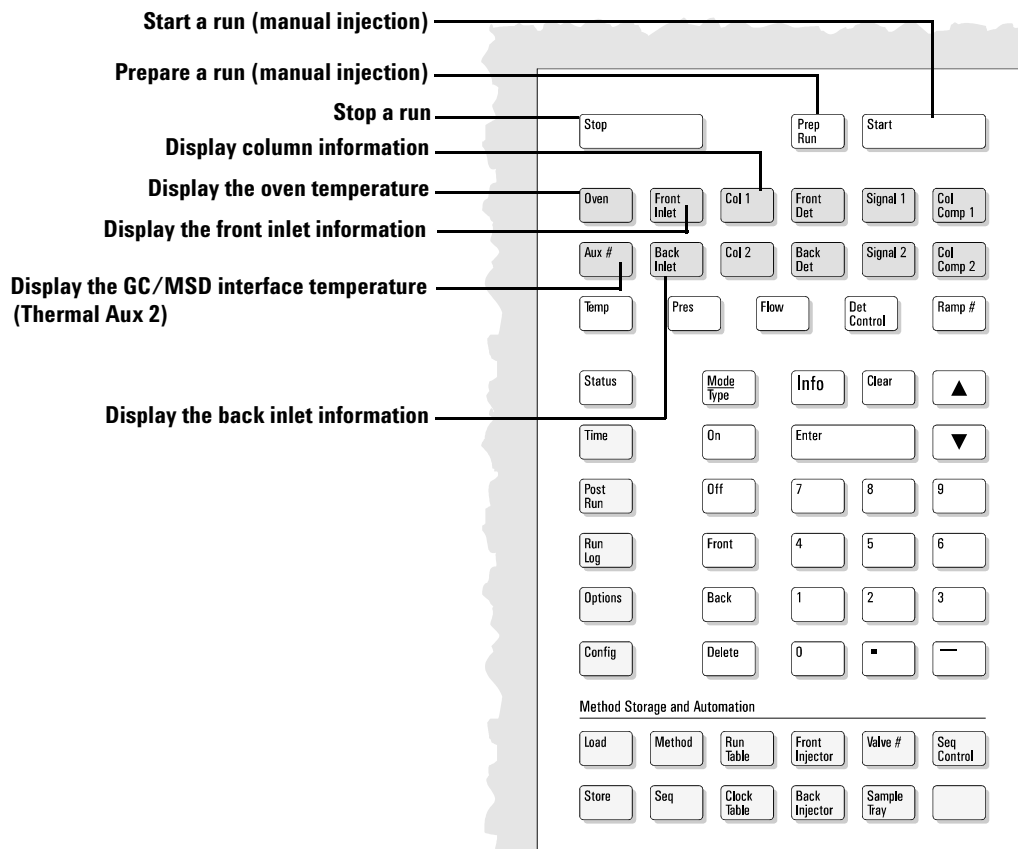 Start a run (manual injection)
Prepare a run (manual injection)
Stop a run
Display column information
Display the oven temperature
Display the front inlet information
Display the GC/MSD interface temperature
(Thermal Aux 2)
Display the back inlet information
Stop
Prep
Run
Start
Oven
Front
Inlet
Col 1
Front
Det
Signal 1
Col
Comp 1
Aux #
Back
Inlet
Col 2
Back
Det
Signal 2
Col
Comp 2
Temp
Pres
Flow
Det
Control
Ramp #
Status
Mode
Type
Info
Clear
▲
Time
On
Enter
▼
Post
Run
Off
7
8
9
Run
Log
Front
4
5
6
Options
Back
1
2
3
Config
Delete
0
.
—
Method Storage and Automation
Load
Method
Run
Table
Front
Injector
Valve #
Seq
Control
Store
Seq
Clock
Table
Back
Injector
Sample
Tray